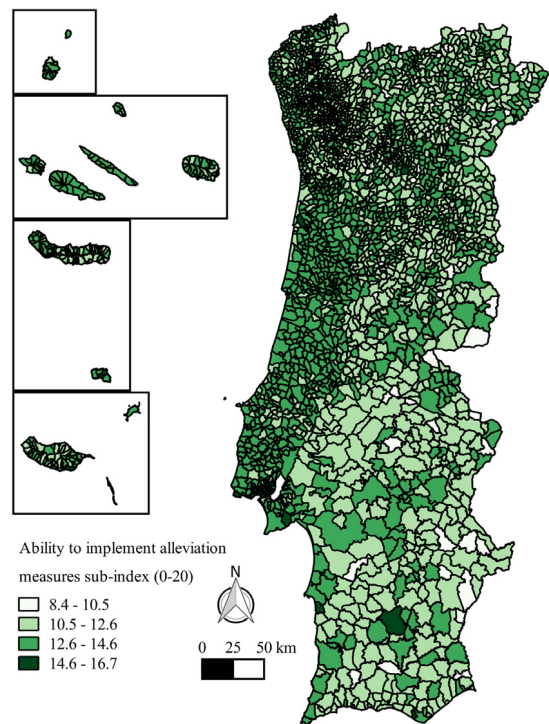 Ability to implement alleviation
measures sub-index (0-20)
8.4 - 10.5
10.5 - 12.6
12.6 - 14.6
14.6 - 16.7
N
0 25 50 km